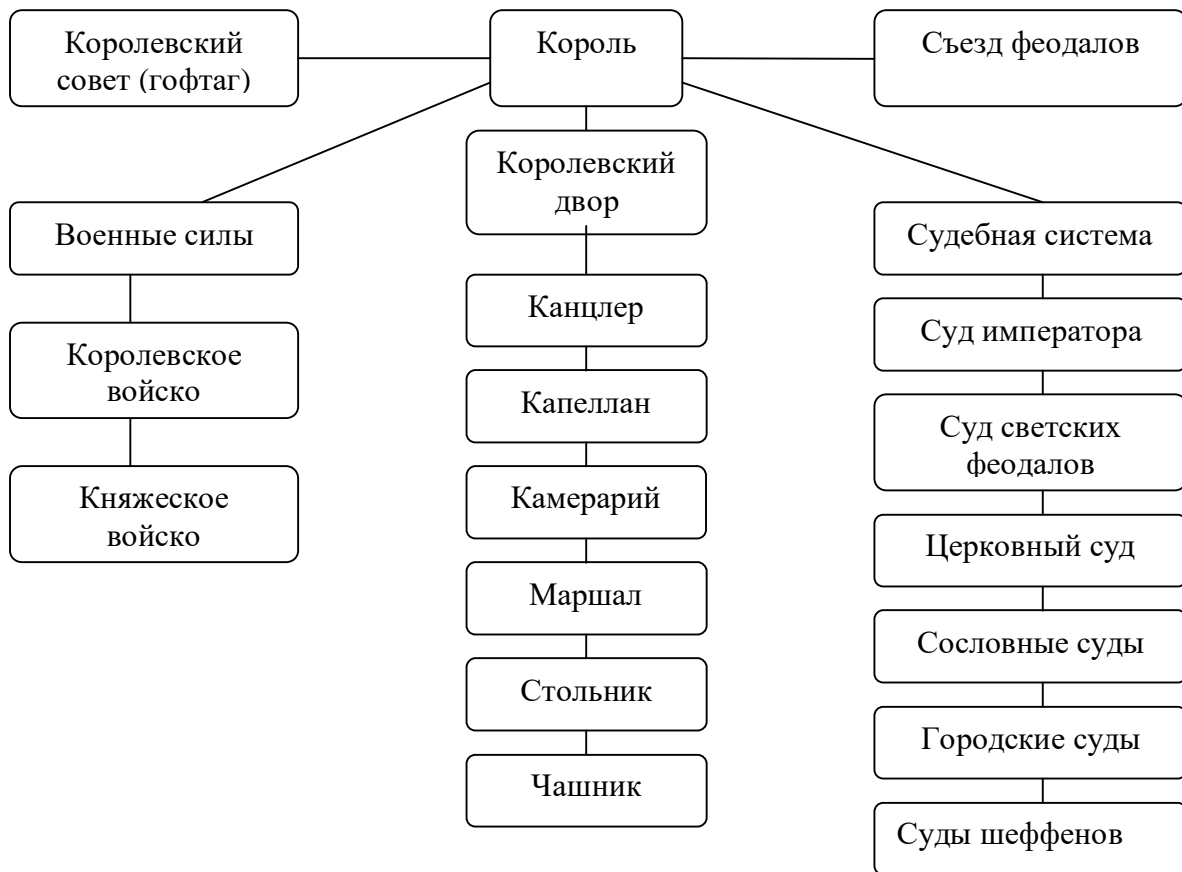 Королевский
совет (гофтаг)
Король
Съезд феодалов
Королевский
двор
Военные силы
Судебная система
Канцлер
Суд императора
Королевское
войско
Капеллан
Суд светских
феодалов
Княжеское
войско
Камерарий
Церковный суд
Маршал
Сословные суды
Стольник
Городские суды
Чашник
Суды шеффенов